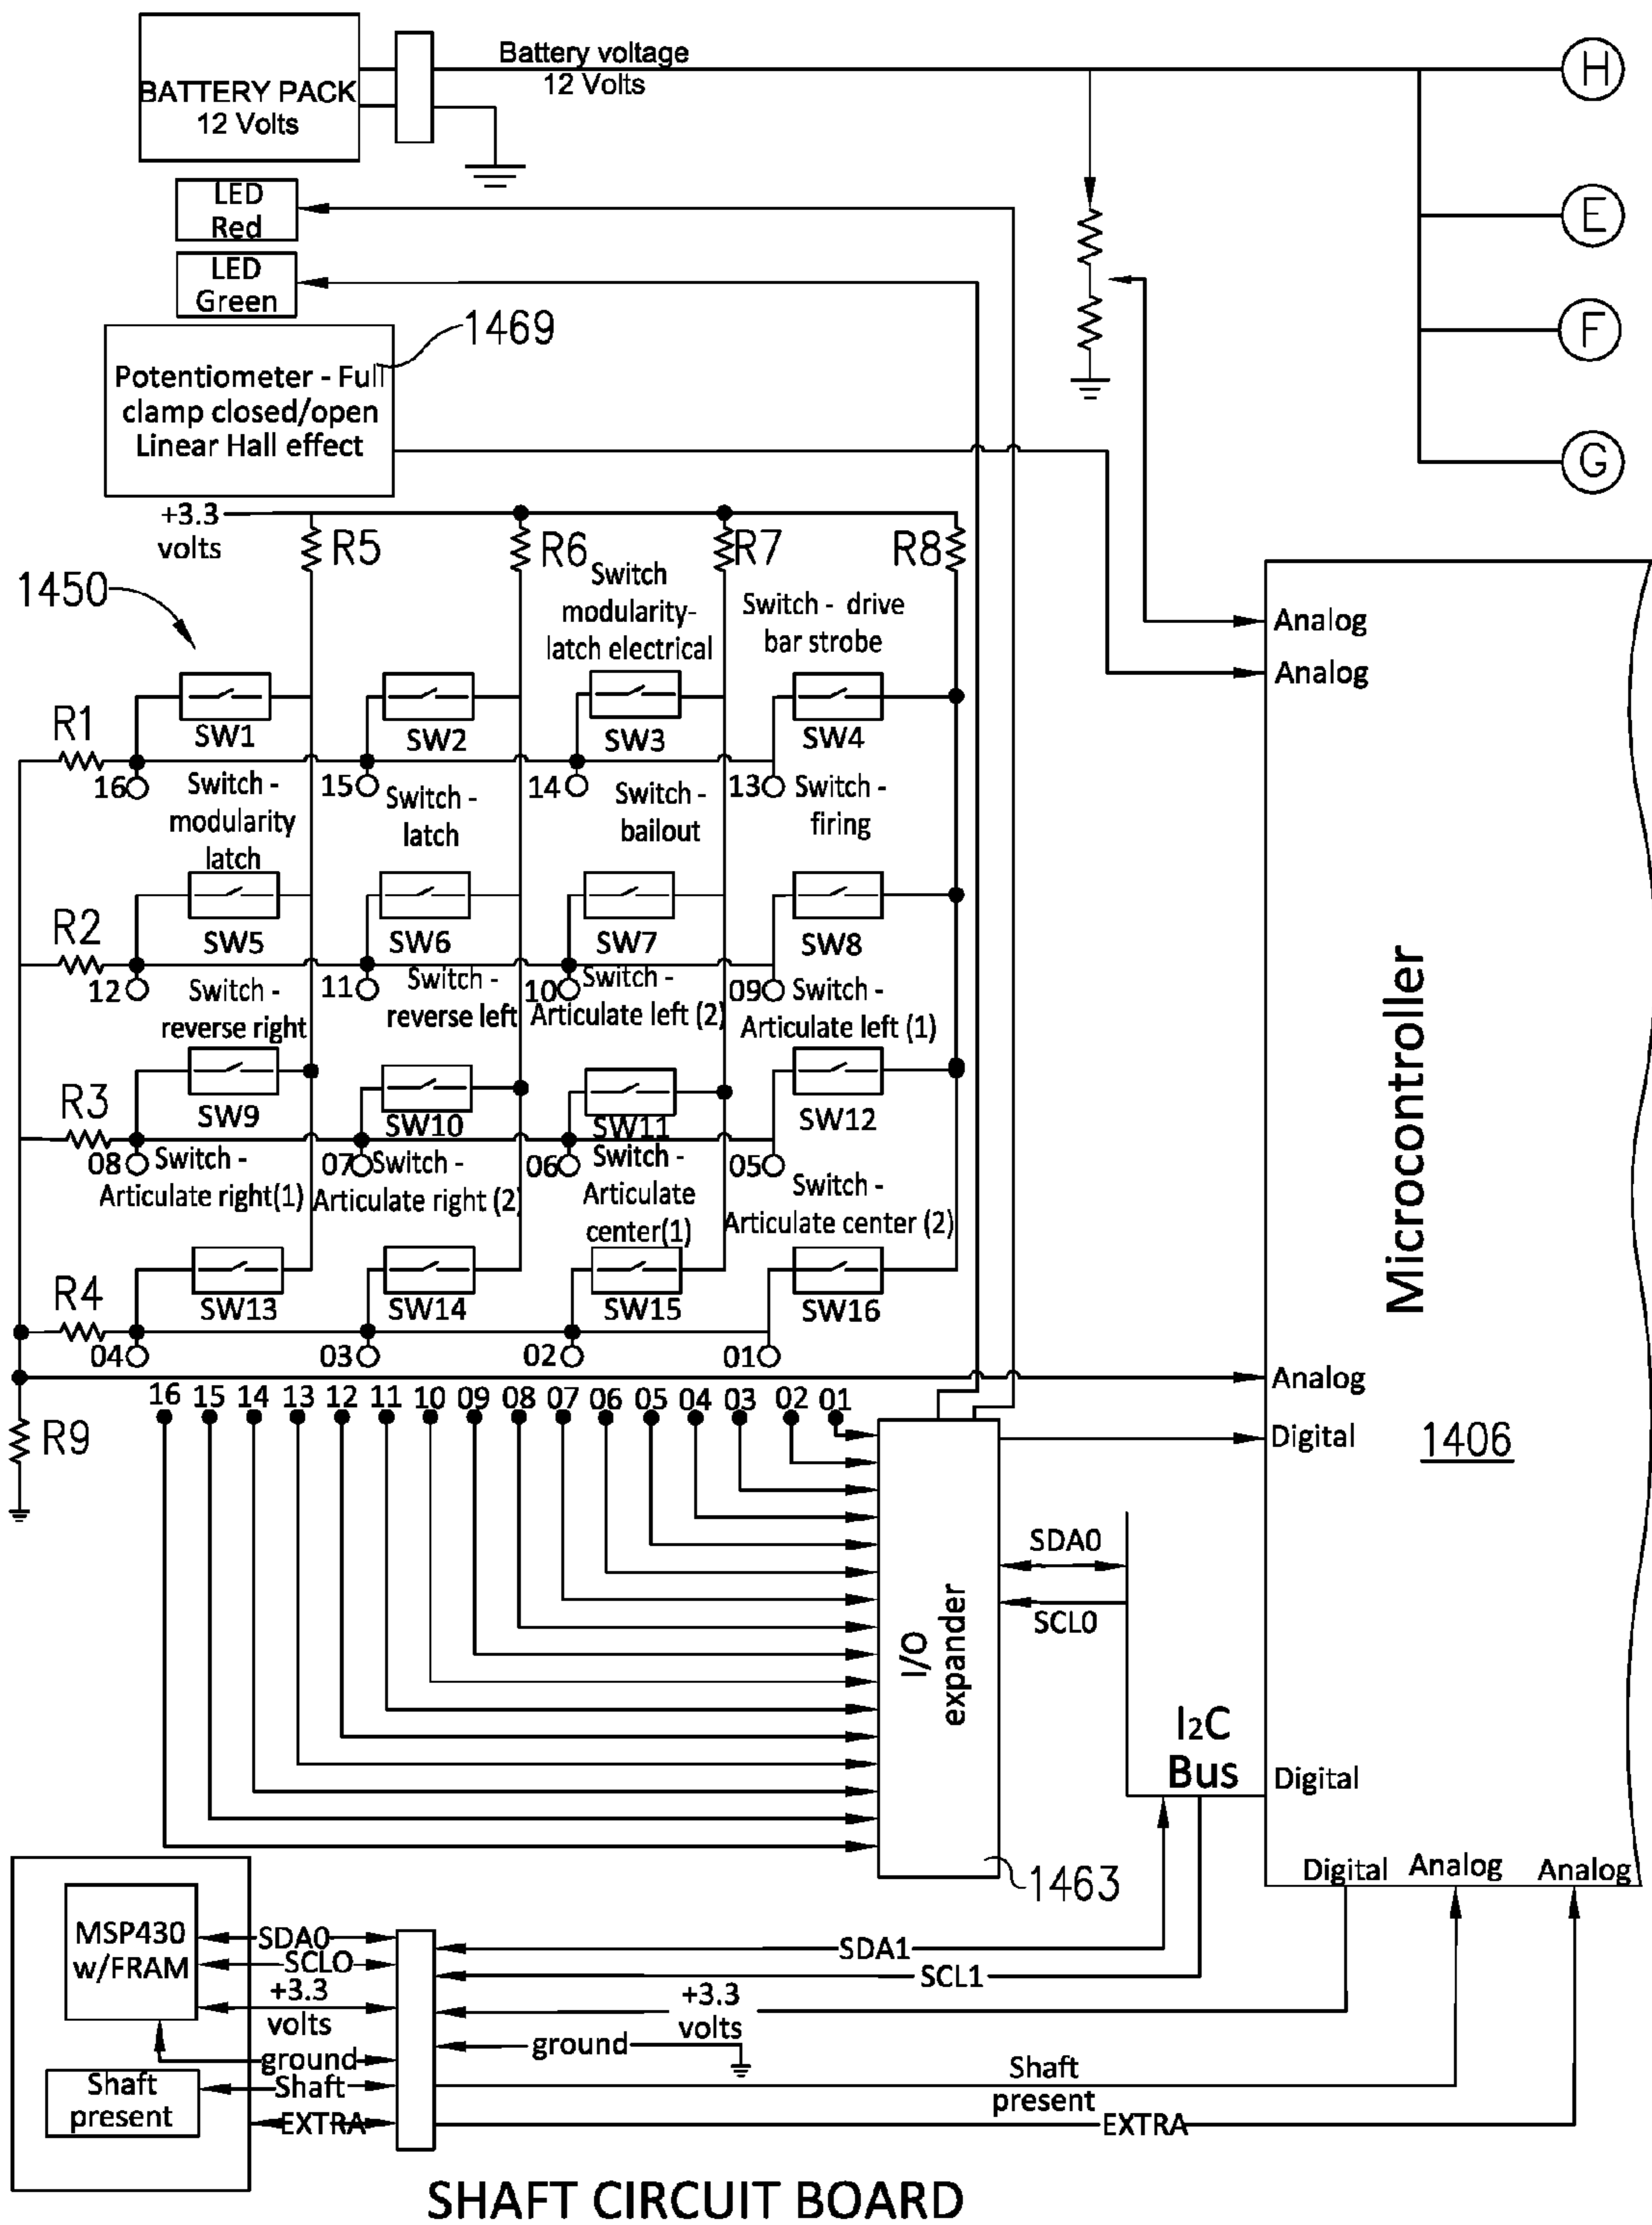 Battery voltage
12 Volts
BATTERY PACK
12 Volts
H
LED
Red
E
LED
Green
1469
F
Potentiometer - Full
clamp closed/open
Linear Hall effect
G
+3.3
volts
R5
R6
R7
R8
1450
Switch
modularity-
latch electrical
Switch - drive
bar strobe
Analog
Analog
R1
SW1
SW2
SW3
SW4
16
15
14
13
Switch -
modularity
latch
Switch -
latch
Switch -
bailout
Switch -
firing
R2
SW5
SW6
SW7
SW8
12
11
10
09
Switch -
reverse right
Switch -
reverse left
Switch -
Articulate left (2)
Switch -
Articulate left (1)
R3
SW9
SW10
SW11
SW12
08
07
06
05
Switch -
Articulate right(1)
Switch -
Articulate right (2)
Switch -
Articulate
center(1)
Switch -
Articulate center (2)
R4
SW13
SW14
SW15
SW16
04
03
02
01
Microcontroller
1406
Analog
16 15 14 13 12 11 10 09 08 07 06 05 04 03 02 01
R9
Digital
SDA0
SCL0
I/O
expander
I2C
Bus
Digital
1463
Digital
Analog
Analog
MSP430
w/FRAM
SDA0
SCLO
+3.3
volts
ground
Shaft
EXTRA
Shaft
present
SDA1
SCL1
+3.3
volts
ground
Shaft
present
EXTRA
SHAFT CIRCUIT BOARD